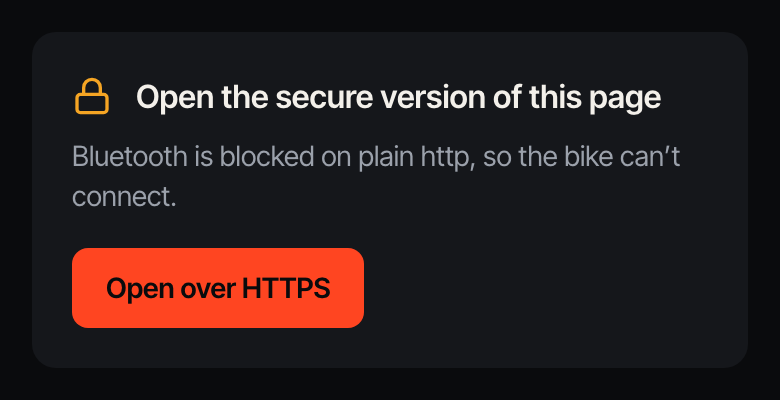 Open the secure version of this page
Bluetooth is blocked on plain http, so the bike can’t
connect.
Open over HTTPS